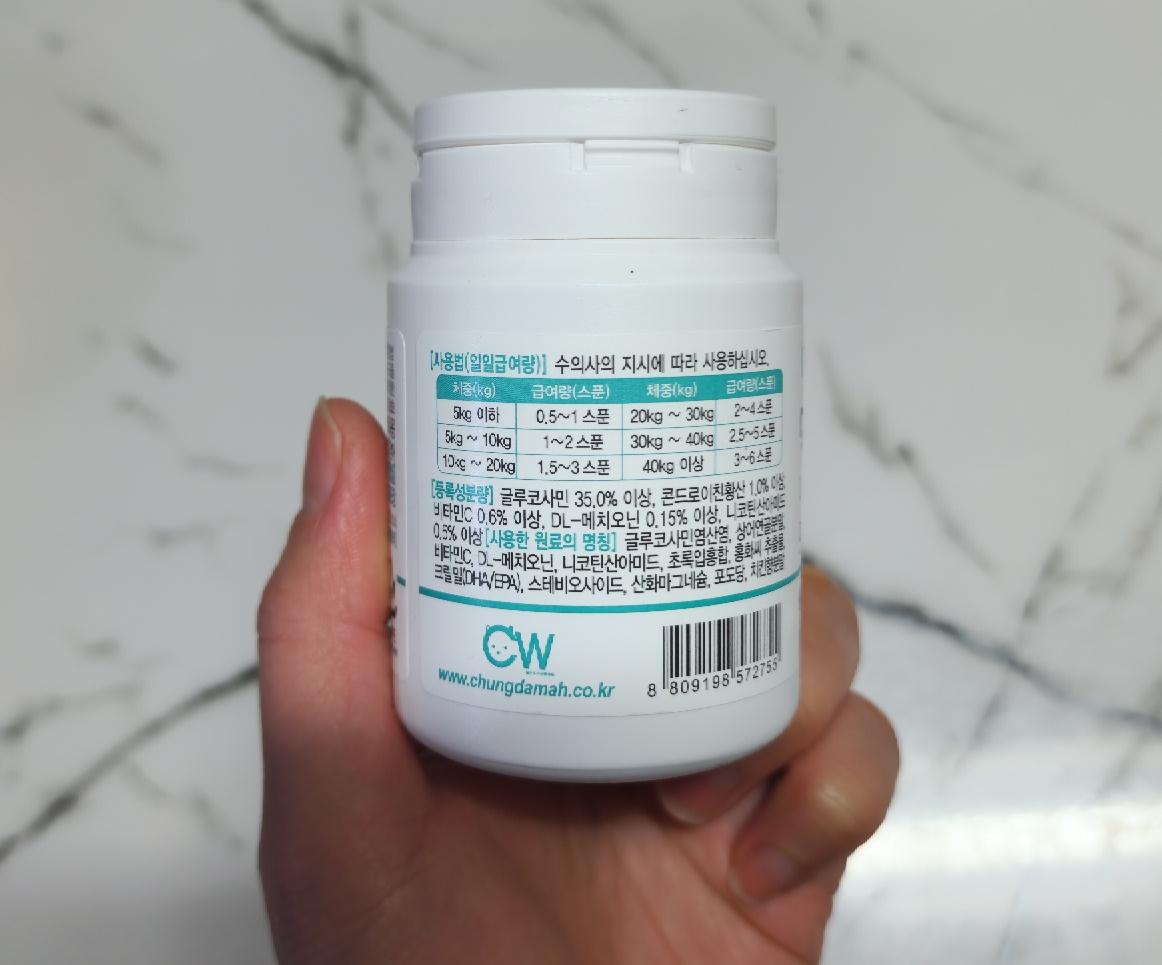 [사용법(일일급여량)] 수의사의 지시에 따라 사용하십시오.
체중(kg) 급여량(스푼) 체중(kg) 급여량(스푼)
5kg 이하 0.5~1 스푼 20kg ~ 30kg 2~4 스푼
5kg ~ 10kg 1~2 스푼 30kg ~ 40kg 2.5~5 스푼
10kg ~ 20kg 1.5~3 스푼 40kg 이상 3~6 스푼
[등록성분량] 글루코사민 35.0% 이상, 콘드로이친황산 1.0% 이상,
비타민C 0.6% 이상, DL-메치오닌 0.15% 이상, 니코틴산아미드
0.5% 이상 [사용한 원료의 명칭] 글루코사민염산염, 상어연골분말,
비타민C, DL-메치오닌, 니코틴산아미드, 초록입홍합, 홍화씨 추출물,
크릴밀(DHA/EPA), 스테비오사이드, 산화마그네슘, 포도당, 치킨향분말
CW
www.chungdamah.co.kr
8 809198 572755